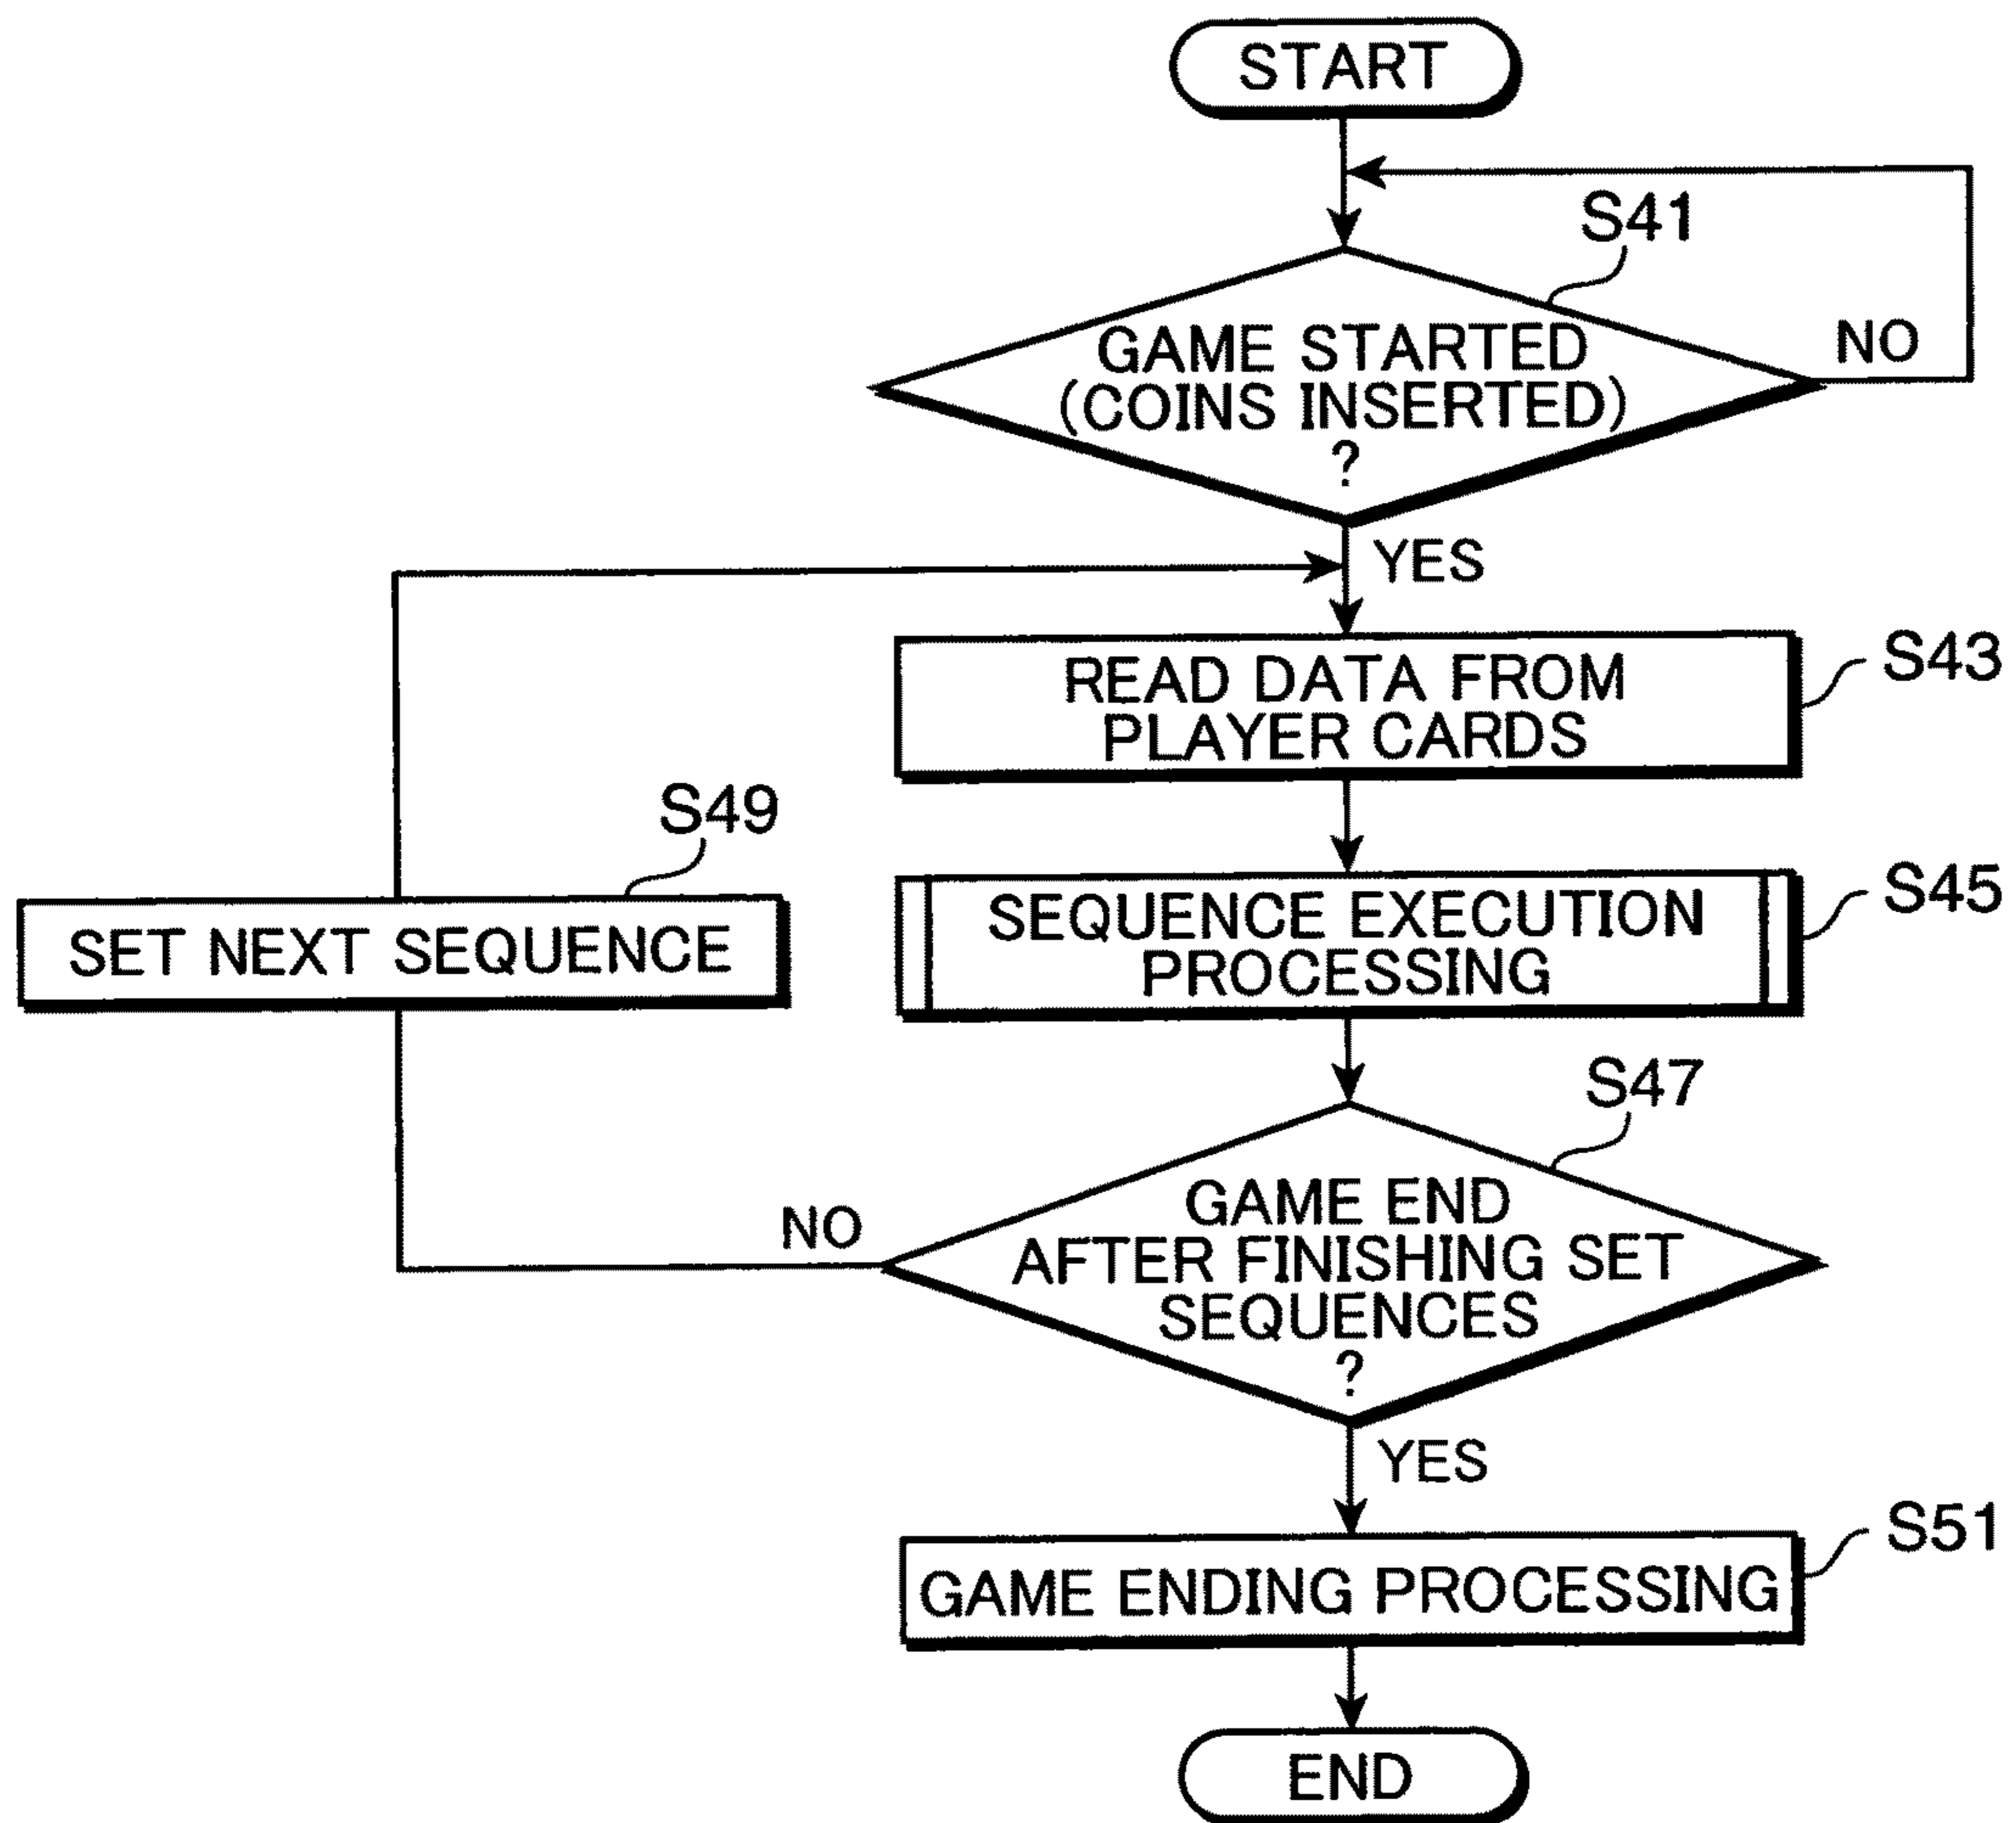 START
S41
GAME STARTED
(COINS INSERTED)
?
NO
YES
READ DATA FROM
PLAYER CARDS
S43
S49
SET NEXT SEQUENCE
SEQUENCE EXECUTION
PROCESSING
S45
S47
GAME END
AFTER FINISHING SET
SEQUENCES
?
NO
YES
S51
GAME ENDING PROCESSING
END